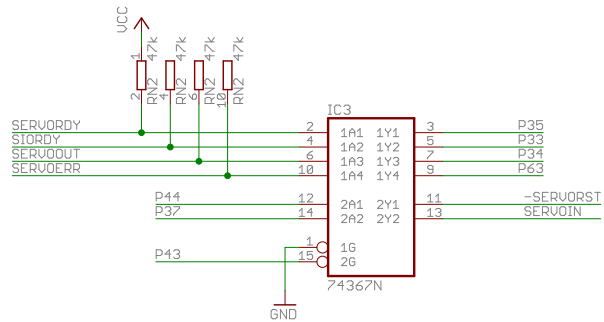 VCC
1 47k 47k 47k 47k
2 RN2 4 RN2 6 RN2 10 RN2
IC3
SERVORDY 2 1A1 1Y1 3 P35
SIORDY 4 1A2 1Y2 5 P33
SERVOOUT 6 1A3 1Y3 7 P34
SERVOERR 10 1A4 1Y4 9 P63
P44 12 2A1 2Y1 11 -SERVORST
P37 14 2A2 2Y2 13 SERVOIN
1 1G
P43 15 2G
74367N
GND